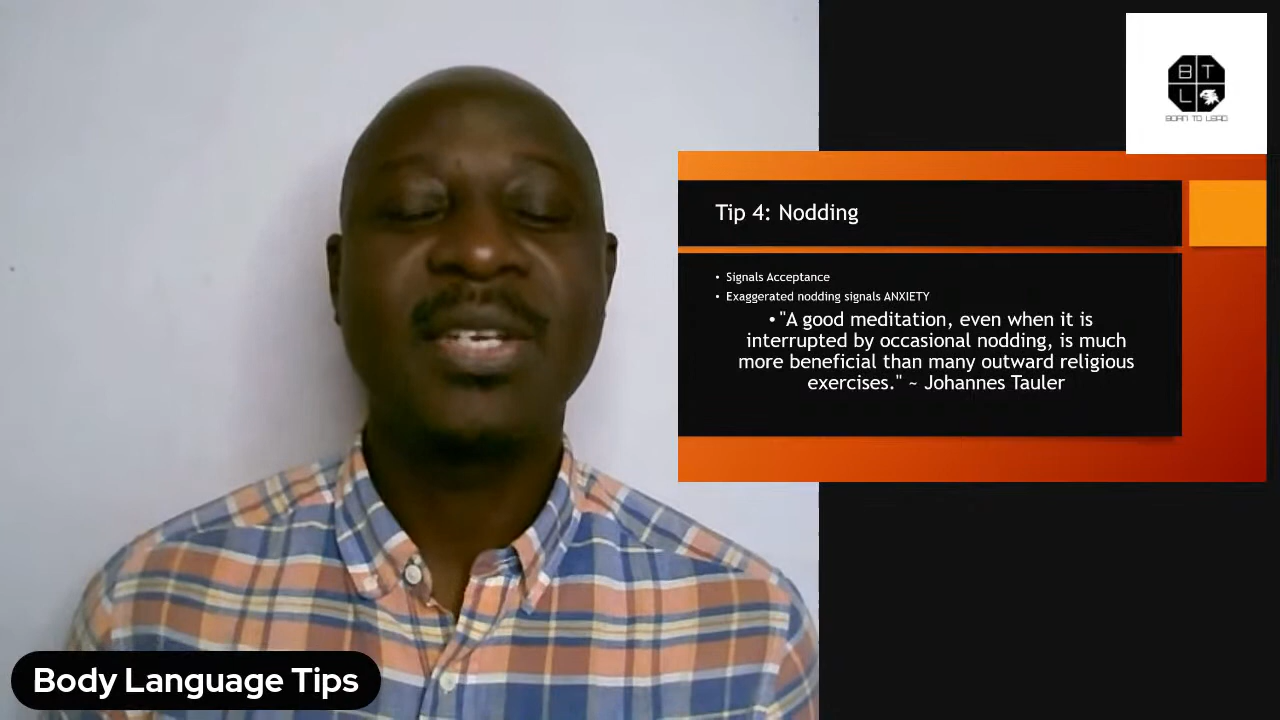 B T
L
BORN TO LEAD
Tip 4: Nodding
• Signals Acceptance
• Exaggerated nodding signals ANXIETY
• "A good meditation, even when it is
interrupted by occasional nodding, is much
more beneficial than many outward religious
exercises." ~ Johannes Tauler
Body Language Tips